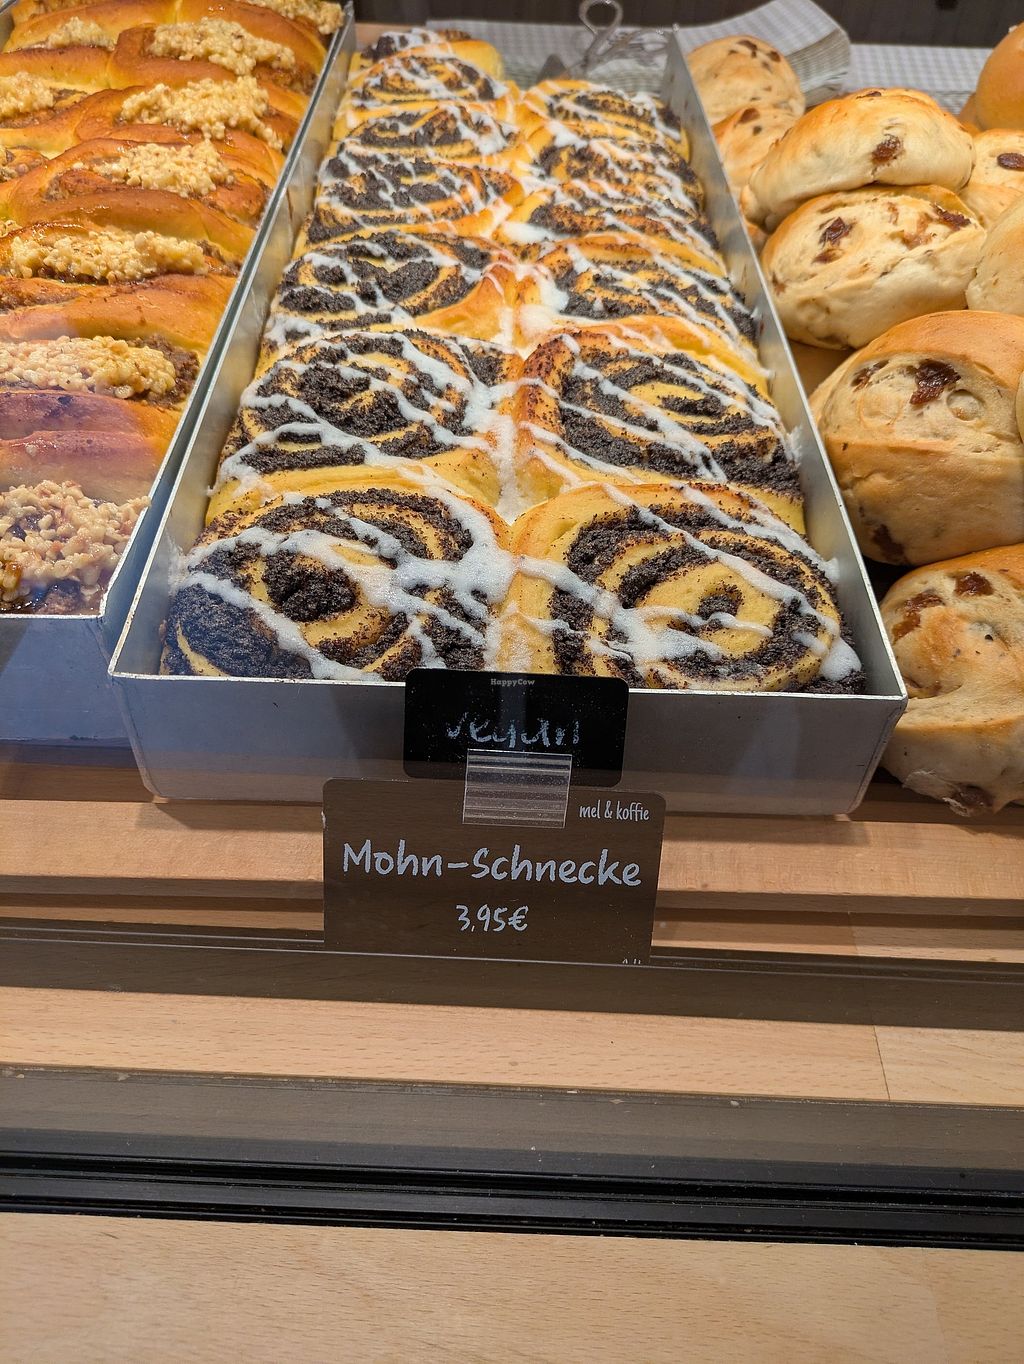 HappyCow
vegan
mel & koffie
Mohn-Schnecke
3,95€